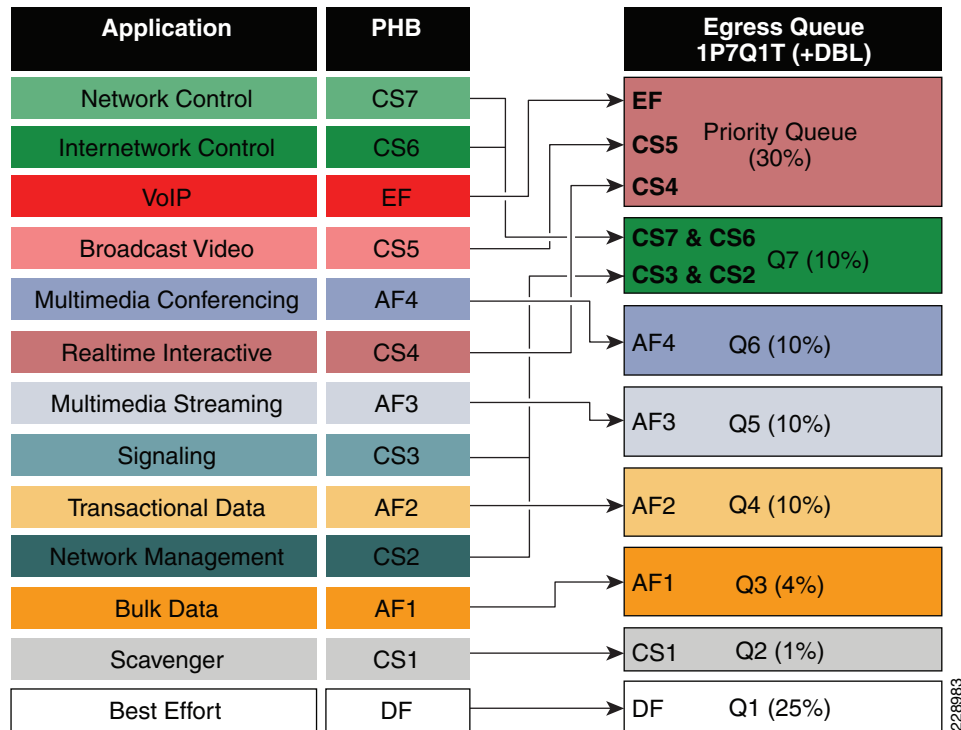 Application
PHB
Egress Queue
1P7Q1T (+DBL)
Network Control
CS7
Internetwork Control
CS6
VoIP
EF
Broadcast Video
CS5
Multimedia Conferencing
AF4
Realtime Interactive
CS4
Multimedia Streaming
AF3
Signaling
CS3
Transactional Data
AF2
Network Management
CS2
Bulk Data
AF1
Scavenger
CS1
Best Effort
DF
EF
CS5
CS4
Priority Queue
(30%)
CS7 & CS6
CS3 & CS2
Q7 (10%)
AF4
Q6 (10%)
AF3
Q5 (10%)
AF2
Q4 (10%)
AF1
Q3 (4%)
CS1
Q2 (1%)
DF
Q1 (25%)
228983